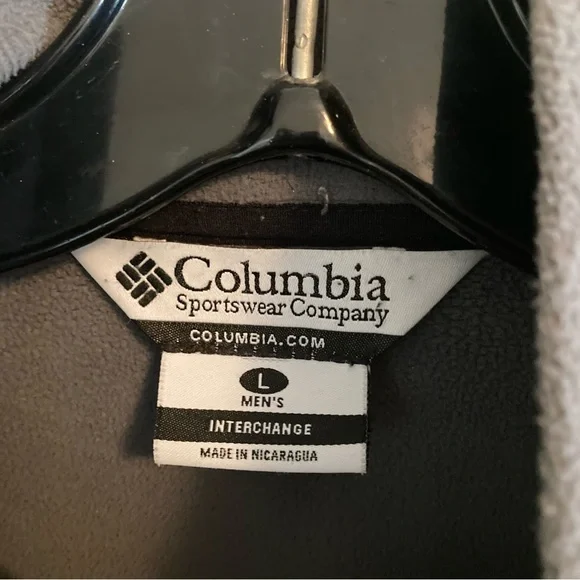 Columbia
Sportswear Company
COLUMBIA.COM
L
MEN'S
INTERCHANGE
MADE IN NICARAGUA